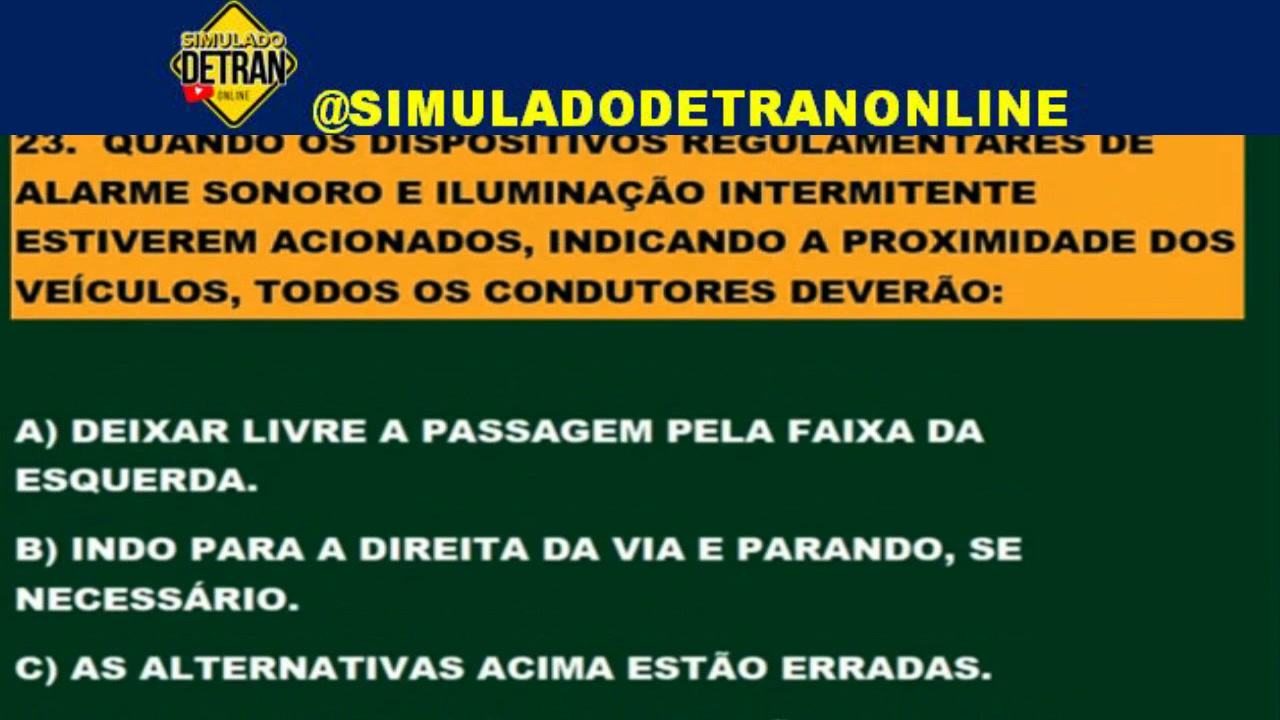 SIMULADO
DETRAN
ONLINE
@SIMULADODETRANONLINE
23. QUANDO OS DISPOSITIVOS REGULAMENTARES DE
ALARME SONORO E ILUMINAÇÃO INTERMITENTE
ESTIVEREM ACIONADOS, INDICANDO A PROXIMIDADE DOS
VEÍCULOS, TODOS OS CONDUTORES DEVERÃO:
A) DEIXAR LIVRE A PASSAGEM PELA FAIXA DA
ESQUERDA.
B) INDO PARA A DIREITA DA VIA E PARANDO, SE
NECESSÁRIO.
C) AS ALTERNATIVAS ACIMA ESTÃO ERRADAS.